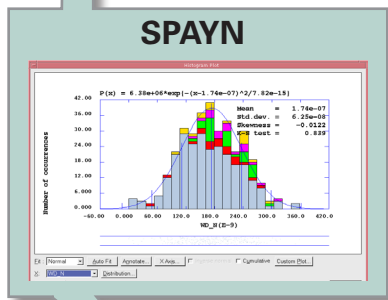 SPAYN
Histogram Plot
P(x) = 6.38e+06*exp[-(x-1.74e-07)^2/7.82e-15]
Mean = 1.74e-07
Std.dev. = 6.25e-08
Skewness = -0.0122
K-S test = 0.839
Number of occurrences
42.00
36.00
30.00
24.00
18.00
12.00
6.000
0.000
-60.00 0.000 60.00 120.0 180.0 240.0 300.0 360.0 420.0
WD_N(E-9)
Fit: Normal Auto Fit Annotate... X Axis... Cumulative Custom Plot...
X: WD_N Distribution...